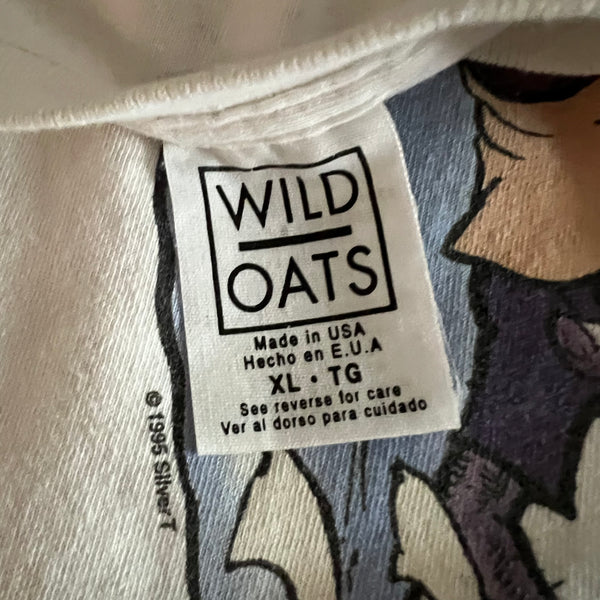 WILD
OATS
Made in USA
Hecho en E.U.A
XL • TG
See reverse for care
Ver al dorso para cuidado
© 1995 SilverT